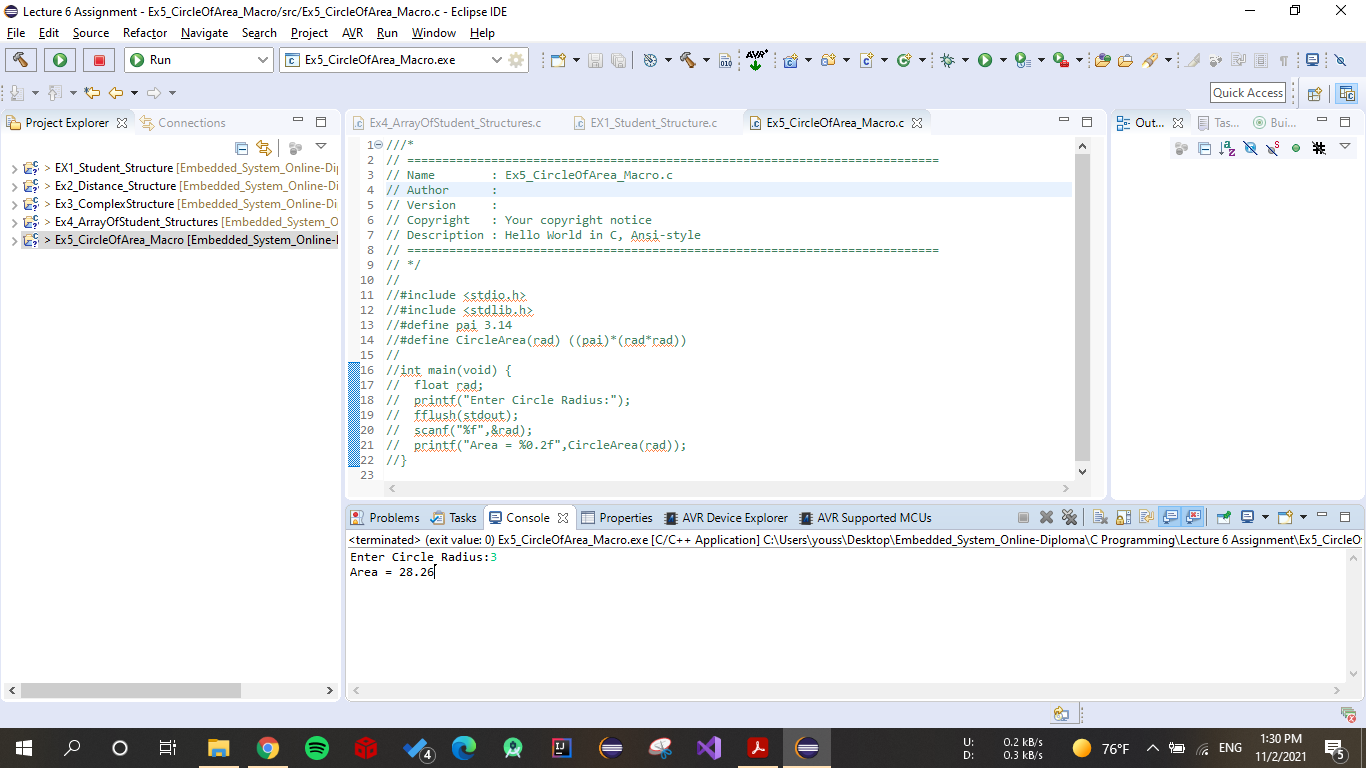 Lecture 6 Assignment - Ex5_CircleOfArea_Macro/src/Ex5_CircleOfArea_Macro.c - Eclipse IDE
File Edit Source Refactor Navigate Search Project AVR Run Window Help
Run Ex5_CircleOfArea_Macro.exe
Quick Access
Project Explorer Connections
> EX1_Student_Structure [Embedded_System_Online-Di
> Ex2_Distance_Structure [Embedded_System_Online-D
> Ex3_ComplexStructure [Embedded_System_Online-Di
> Ex4_ArrayOfStudent_Structures [Embedded_System_O
> Ex5_CircleOfArea_Macro [Embedded_System_Online-
Ex4_ArrayOfStudent_Structures.c EX1_Student_Structure.c Ex5_CircleOfArea_Macro.c
1 ///*
2 // ============================================================================
3 // Name        : Ex5_CircleOfArea_Macro.c
4 // Author      :
5 // Version     :
6 // Copyright   : Your copyright notice
7 // Description : Hello World in C, Ansi-style
8 // ============================================================================
9 // */
10 //
11 //#include <stdio.h>
12 //#include <stdlib.h>
13 //#define pai 3.14
14 //#define CircleArea(rad) ((pai)*(rad*rad))
15 //
16 //int main(void) {
17 //  float rad;
18 //  printf("Enter Circle Radius:");
19 //  fflush(stdout);
20 //  scanf("%f",&rad);
21 //  printf("Area = %0.2f",CircleArea(rad));
22 //}
23
Out... Tas... Bui...
Problems Tasks Console Properties AVR Device Explorer AVR Supported MCUs
<terminated> (exit value: 0) Ex5_CircleOfArea_Macro.exe [C/C++ Application] C:\Users\youss\Desktop\Embedded_System_Online-Diploma\C Programming\Lecture 6 Assignment\Ex5_CircleO
Enter Circle Radius:3
Area = 28.26
U: 0.2 kB/s
D: 0.3 kB/s
76°F
ENG
1:30 PM
11/2/2021
4
5